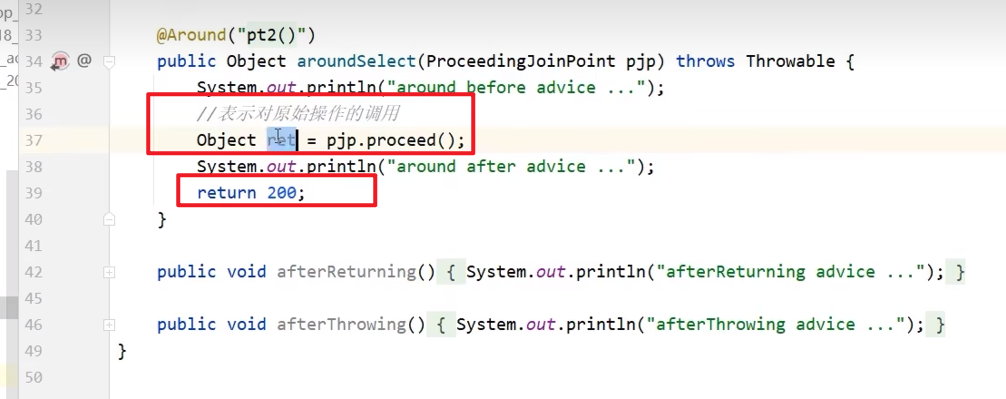 op_
32
18_ 33 @Around("pt2()")
_ac 34 m @ public Object aroundSelect(ProceedingJoinPoint pjp) throws Throwable {
_20 35 System.out.println("around before advice ...");
36 //表示对原始操作的调用
37 Object ret = pjp.proceed();
38 System.out.println("around after advice ...");
39 return 200;
40 }
41
42 public void afterReturning() { System.out.println("afterReturning advice ..."); }
45
46 public void afterThrowing() { System.out.println("afterThrowing advice ..."); }
49 }
50